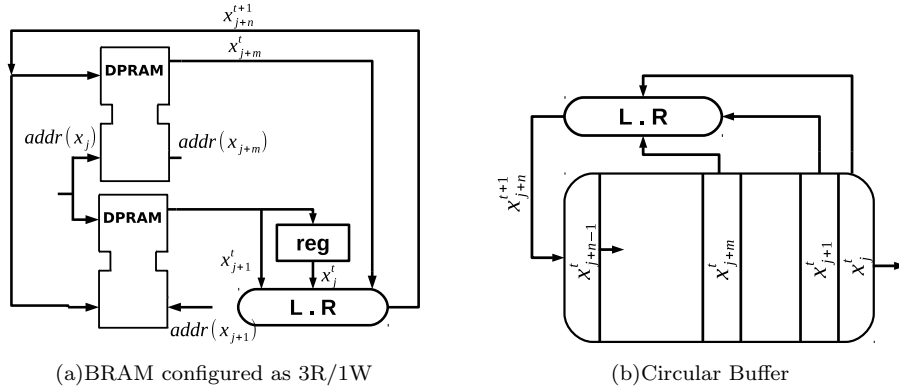 x^{t+1}_{j+n}
x^t_{j+m}
DPRAM
addr(x_j)
addr(x_{j+m})
DPRAM
reg
x^t_{j+1}
x^t_j
L.R
addr(x_{j+1})
(a)BRAM configured as 3R/1W
L.R
x^{t+1}_{j+n}
x^t_{j+n-1}
x^t_{j+m}
x^t_{j+1}
x^t_j
(b)Circular Buffer